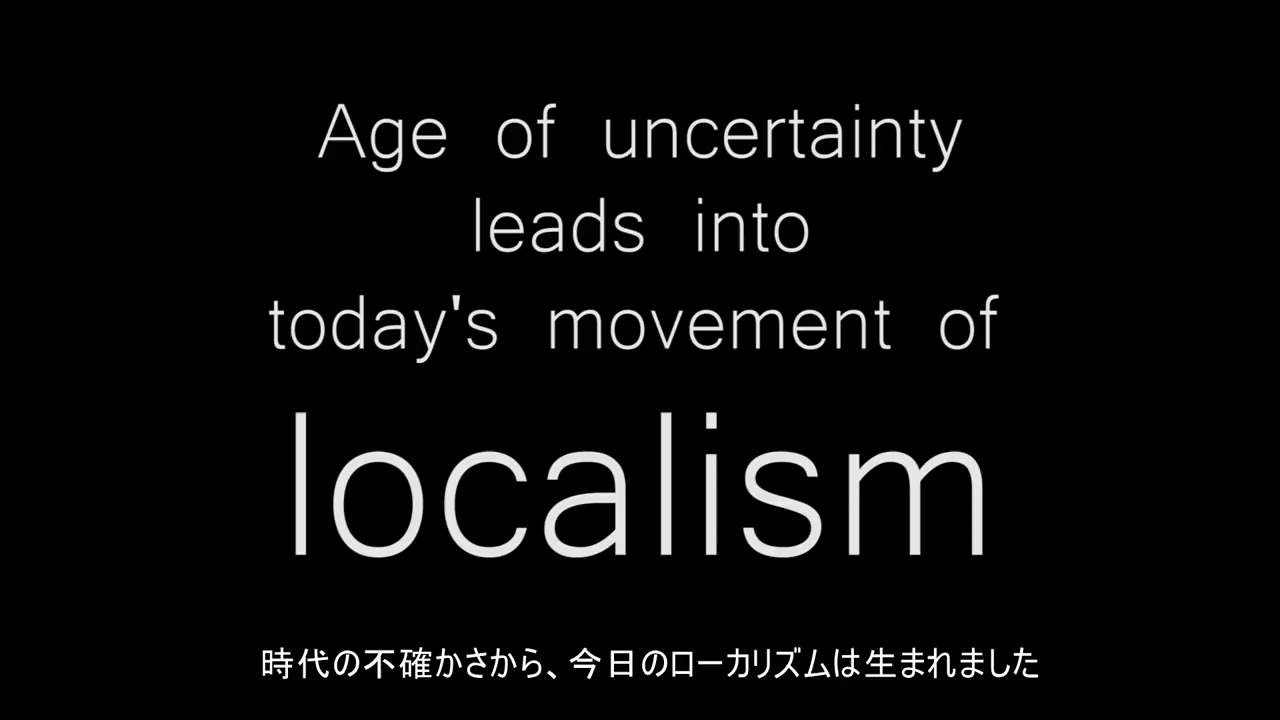 Age of uncertainty
leads into
today's movement of
localism
時代の不確かさから、今日のローカリズムは生まれました